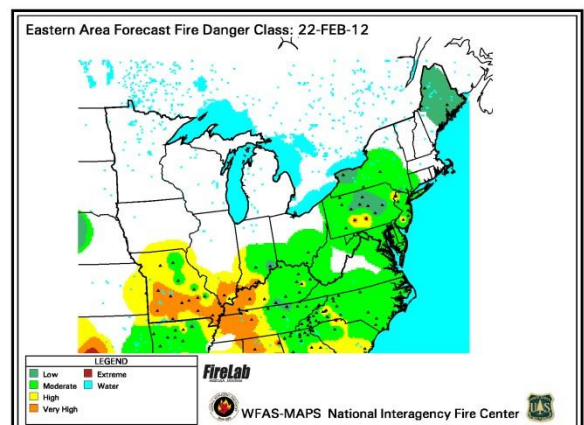 Eastern Area Forecast Fire Danger Class: 22-FEB-12
LEGEND
Low
Moderate
High
Very High
Extreme
Water
FireLab
WFAS-MAPS National Interagency Fire Center